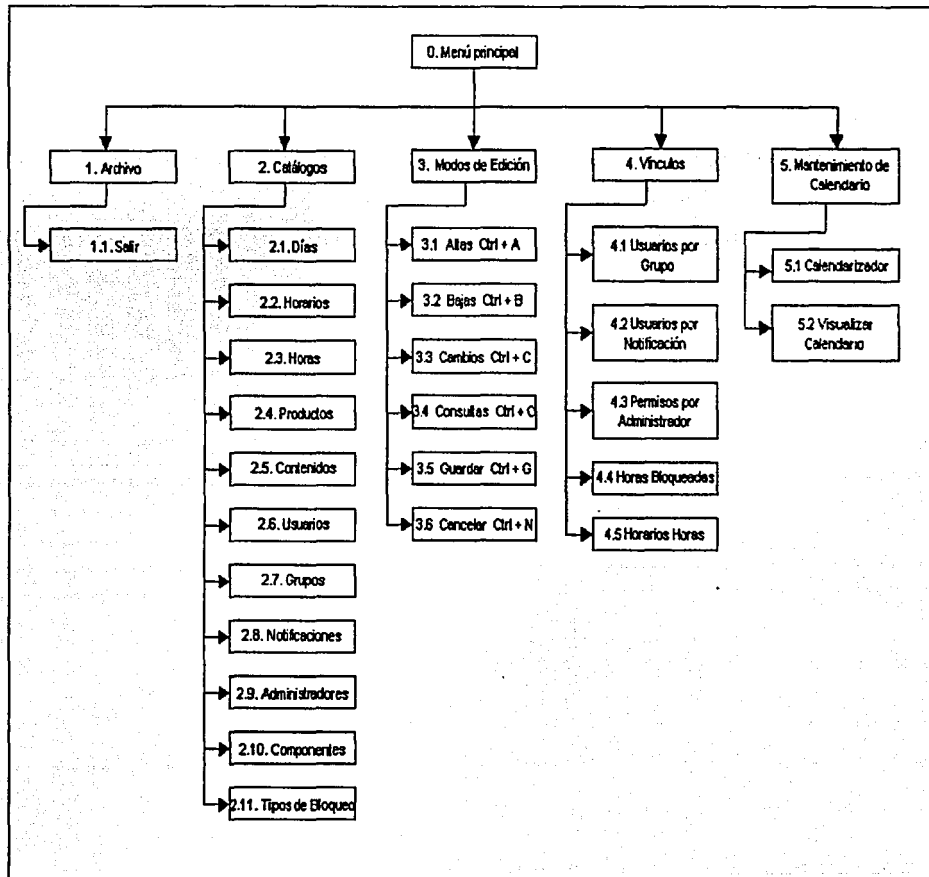 0. Menú principal
1. Archivo
1.1. Salir
2. Catálogos
2.1. Días
2.2. Horarios
2.3. Horas
2.4. Productos
2.5. Contenidos
2.6. Usuarios
2.7. Grupos
2.8. Notificaciones
2.9. Administradores
2.10. Componentes
2.11. Tipos de Bloqueo
3. Modos de Edición
3.1 Altas Ctrl + A
3.2 Bajas Ctrl + B
3.3 Cambios Ctrl + C
3.4 Consultas Ctrl + O
3.5 Guardar Ctrl + G
3.6 Cancelar Ctrl + N
4. Vínculos
4.1 Usuarios por
Grupo
4.2 Usuarios por
Notificación
4.3 Permisos por
Administrador
4.4 Horas Bloqueadas
4.5 Horarios Horas
5. Mantenimiento de
Calendario
5.1 Calendarizador
5.2 Visualizar
Calendario